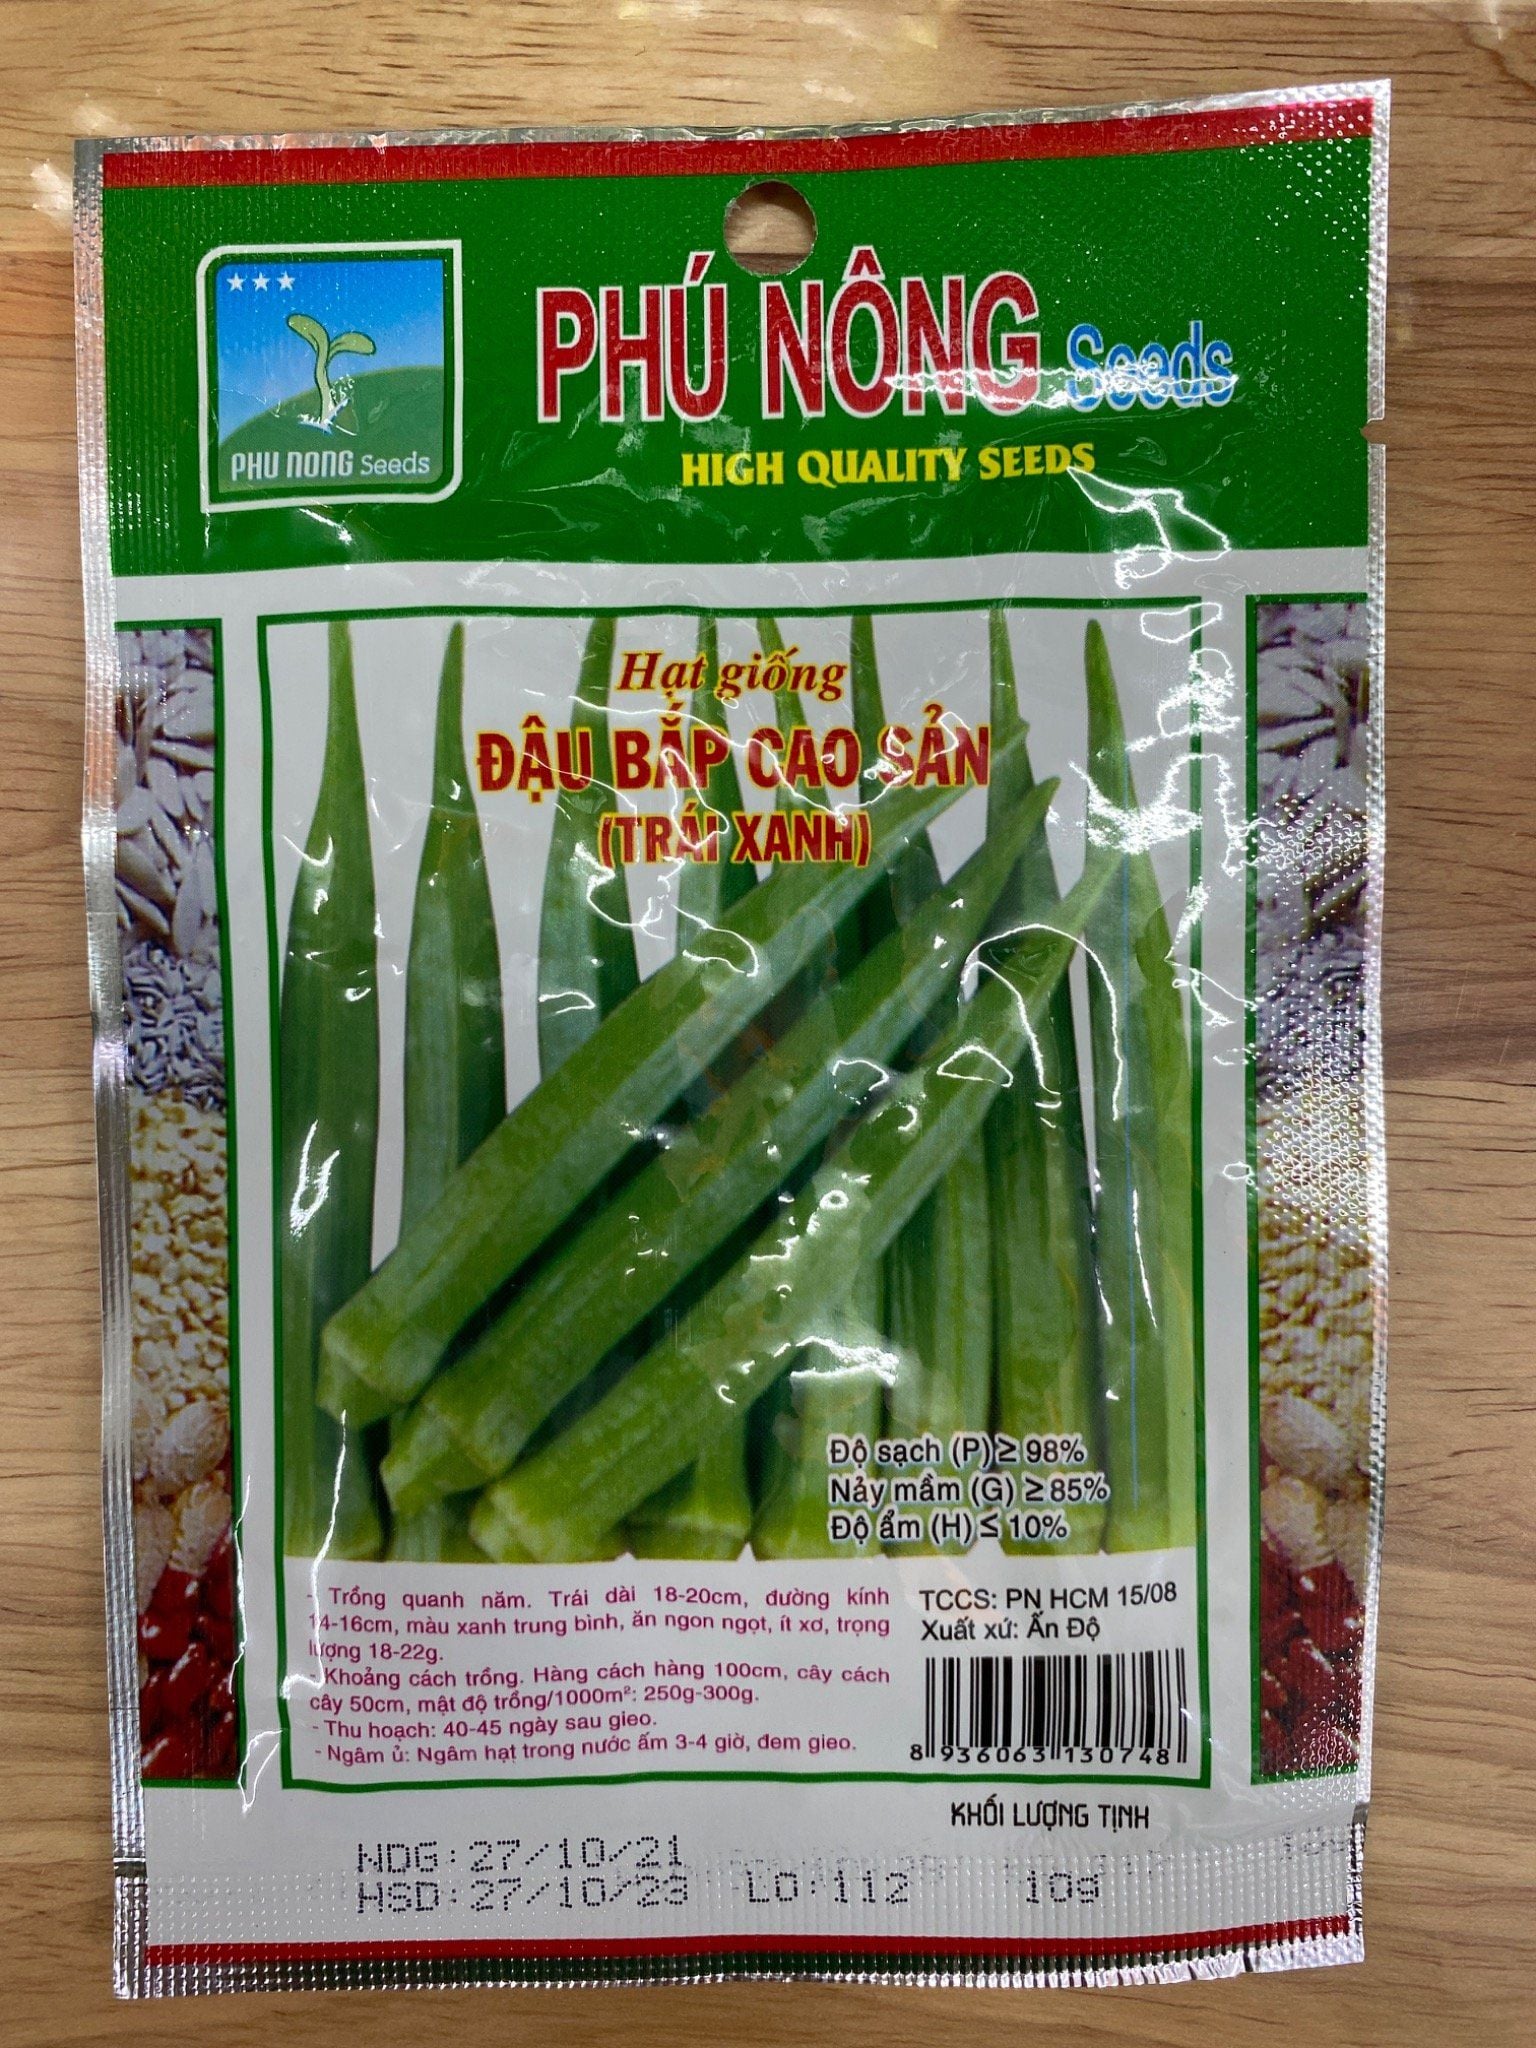 PHÚ NÔNG Seeds
PHU NONG Seeds
HIGH QUALITY SEEDS
Hạt giống
ĐẬU BẮP CAO SẢN
(TRÁI XANH)
Độ sạch (P) ≥ 98%
Nảy mầm (G) ≥ 85%
Độ ẩm (H) ≤ 10%
- Trồng quanh năm. Trái dài 18-20cm, đường kính
14-16cm, màu xanh trung bình, ăn ngon ngọt, ít xơ, trọng
lượng 18-22g.
- Khoảng cách trồng. Hàng cách hàng 100cm, cây cách
cây 50cm, mật độ trồng/1000m²: 250g-300g.
- Thu hoạch: 40-45 ngày sau gieo.
- Ngâm ủ: Ngâm hạt trong nước ấm 3-4 giờ, đem gieo.
TCCS: PN HCM 15/08
Xuất xứ: Ấn Độ
8 936063 130748
KHỐI LƯỢNG TỊNH
NDG:27/10/21
HSD:27/10/23 LO:112 10g